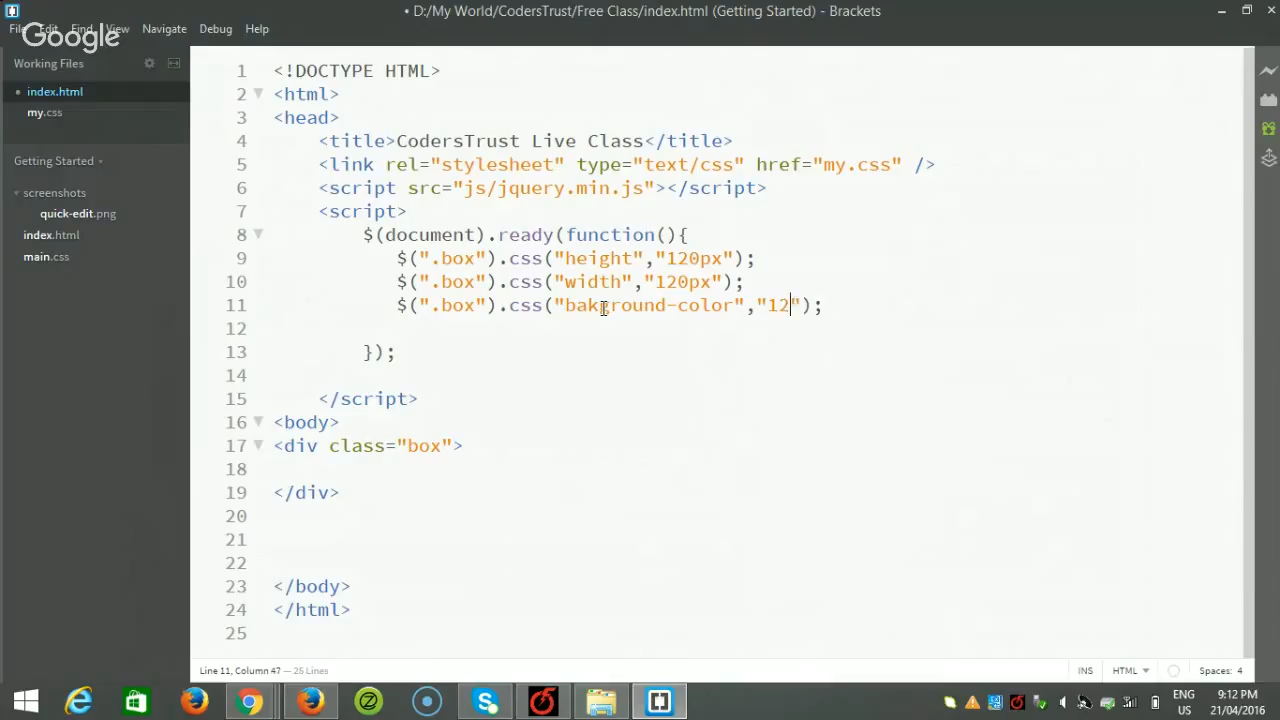 • D:/My World/CodersTrust/Free Class/index.html (Getting Started) - Brackets
File Edit Find View Navigate Debug Help
Google
Working Files
• index.html
my.css
Getting Started
screenshots
quick-edit.png
index.html
main.css
1 <!DOCTYPE HTML>
2 <html>
3 <head>
4 <title>CodersTrust Live Class</title>
5 <link rel="stylesheet" type="text/css" href="my.css" />
6 <script src="js/jquery.min.js"></script>
7 <script>
8 $(document).ready(function(){
9 $(".box").css("height","120px");
10 $(".box").css("width","120px");
11 $(".box").css("bakground-color","12");
12
13 });
14
15 </script>
16 <body>
17 <div class="box">
18
19 </div>
20
21
22
23 </body>
24 </html>
25
Line 11, Column 47 — 25 Lines
INS HTML Spaces: 4
ENG 9:12 PM
US 21/04/2016